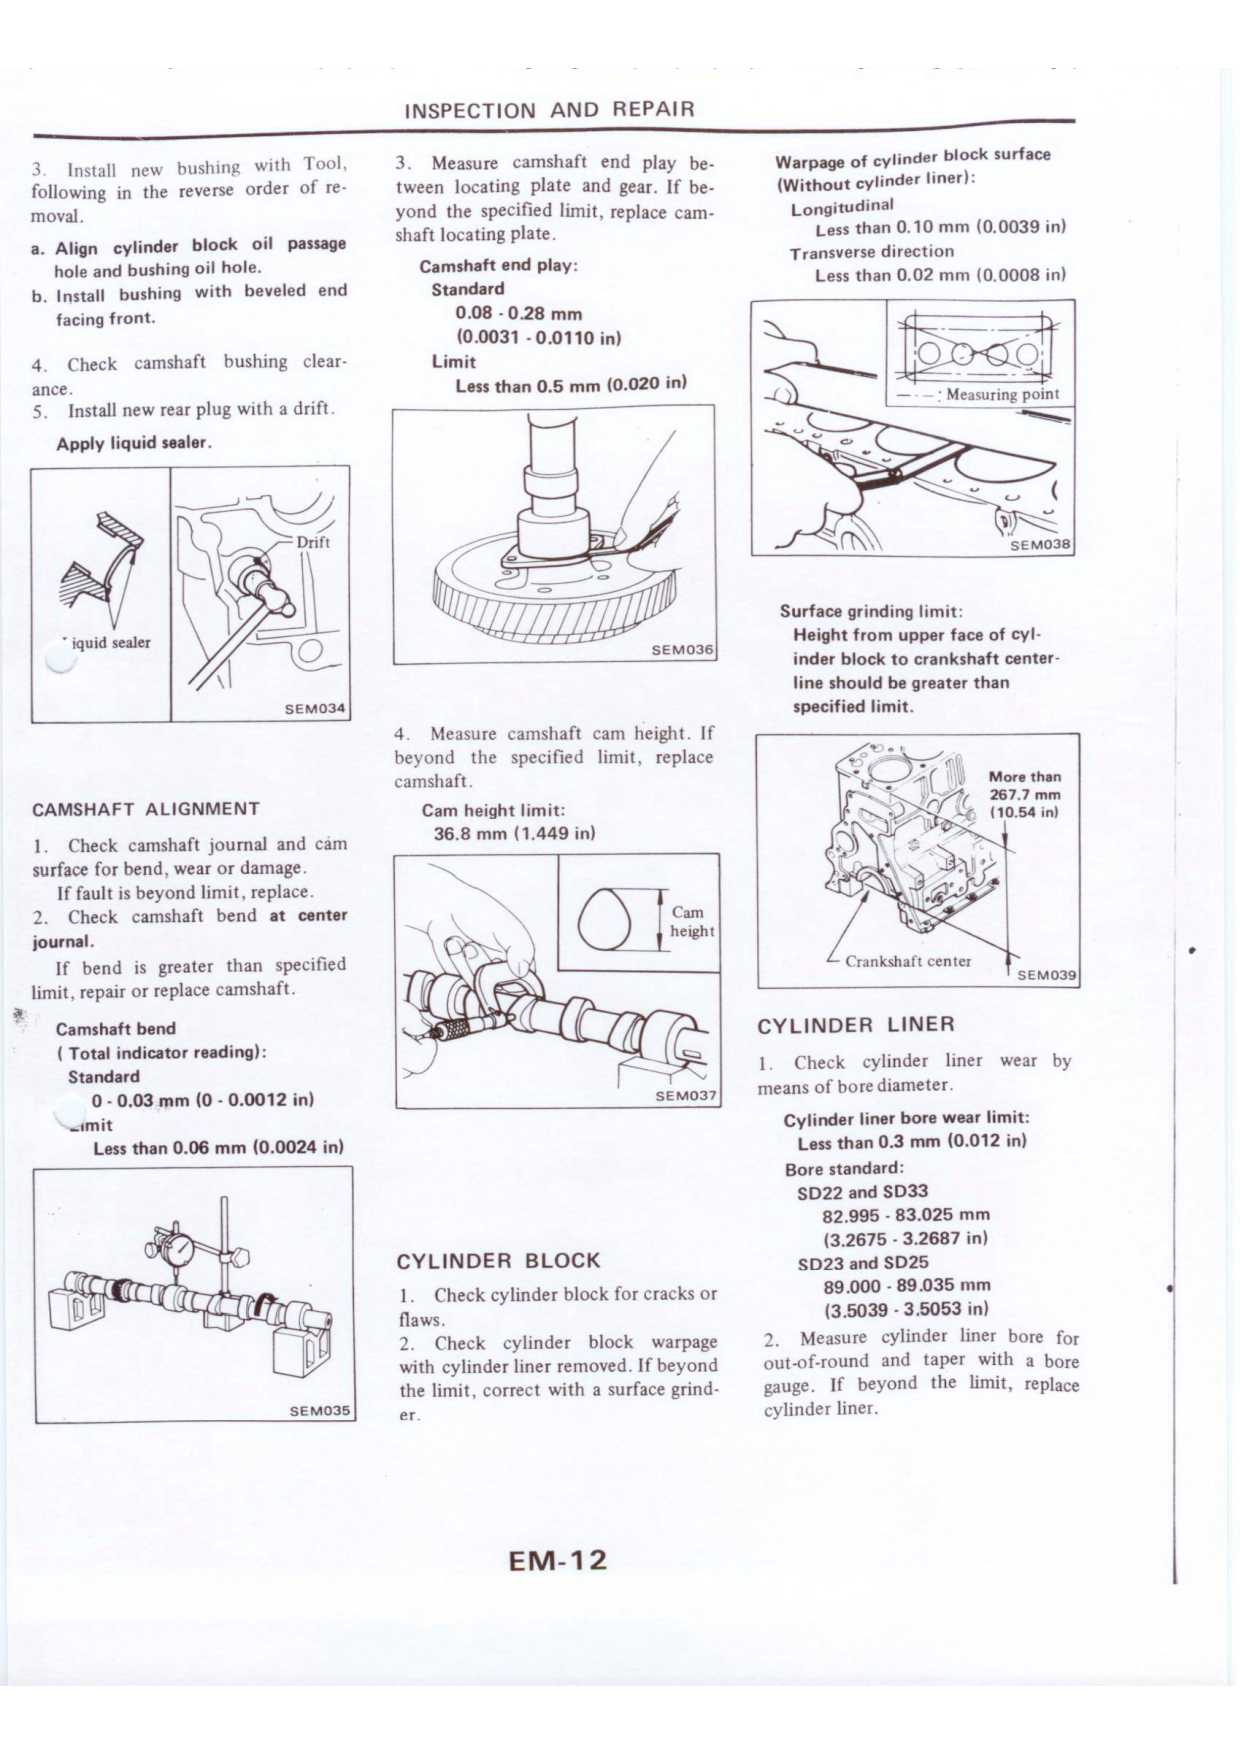 INSPECTION AND REPAIR
3. Install new bushing with Tool,
following in the reverse order of re-
moval.
a. Align cylinder block oil passage
hole and bushing oil hole.
b. Install bushing with beveled end
facing front.
4. Check camshaft bushing clear-
ance.
5. Install new rear plug with a drift.
Apply liquid sealer.
Drift
iquid sealer
SEM034
CAMSHAFT ALIGNMENT
1. Check camshaft journal and cam
surface for bend, wear or damage.
If fault is beyond limit, replace.
2. Check camshaft bend at center
journal.
If bend is greater than specified
limit, repair or replace camshaft.
Camshaft bend
( Total indicator reading):
Standard
0 - 0.03 mm (0 - 0.0012 in)
Limit
Less than 0.06 mm (0.0024 in)
SEM035
3. Measure camshaft end play be-
tween locating plate and gear. If be-
yond the specified limit, replace cam-
shaft locating plate.
Camshaft end play:
Standard
0.08 - 0.28 mm
(0.0031 - 0.0110 in)
Limit
Less than 0.5 mm (0.020 in)
SEM036
4. Measure camshaft cam height. If
beyond the specified limit, replace
camshaft.
Cam height limit:
36.8 mm (1.449 in)
Cam
height
SEM037
CYLINDER BLOCK
1. Check cylinder block for cracks or
flaws.
2. Check cylinder block warpage
with cylinder liner removed. If beyond
the limit, correct with a surface grind-
er.
Warpage of cylinder block surface
(Without cylinder liner):
Longitudinal
Less than 0.10 mm (0.0039 in)
Transverse direction
Less than 0.02 mm (0.0008 in)
— · — : Measuring point
SEM038
Surface grinding limit:
Height from upper face of cyl-
inder block to crankshaft center-
line should be greater than
specified limit.
More than
267.7 mm
(10.54 in)
Crankshaft center
SEM039
CYLINDER LINER
1. Check cylinder liner wear by
means of bore diameter.
Cylinder liner bore wear limit:
Less than 0.3 mm (0.012 in)
Bore standard:
SD22 and SD33
82.995 - 83.025 mm
(3.2675 - 3.2687 in)
SD23 and SD25
89.000 - 89.035 mm
(3.5039 - 3.5053 in)
2. Measure cylinder liner bore for
out-of-round and taper with a bore
gauge. If beyond the limit, replace
cylinder liner.
EM-12